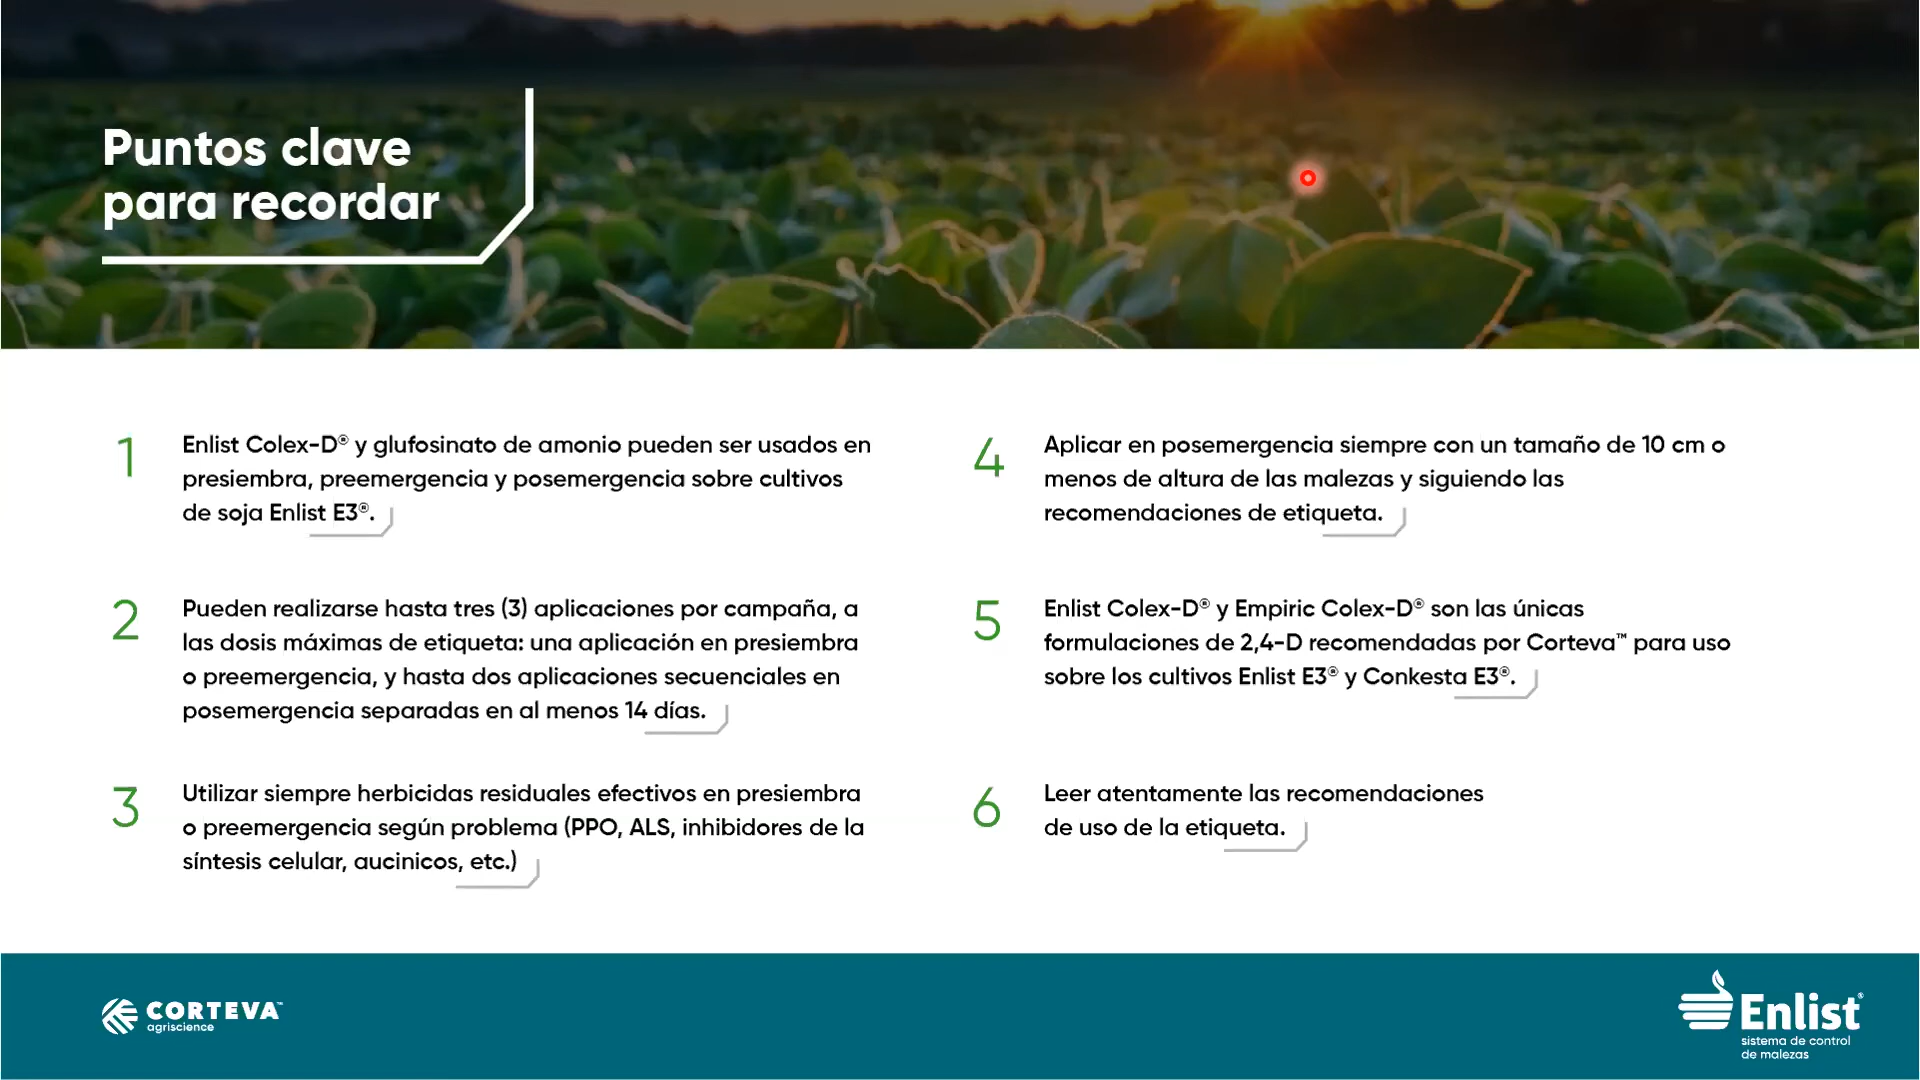 Puntos clave
para recordar
1
Enlist Colex-D® y glufosinato de amonio pueden ser usados en
presiembra, preemergencia y posemergencia sobre cultivos
de soja Enlist E3®.
2
Pueden realizarse hasta tres (3) aplicaciones por campaña, a
las dosis máximas de etiqueta: una aplicación en presiembra
o preemergencia, y hasta dos aplicaciones secuenciales en
posemergencia separadas en al menos 14 días.
3
Utilizar siempre herbicidas residuales efectivos en presiembra
o preemergencia según problema (PPO, ALS, inhibidores de la
síntesis celular, aucinicos, etc.)
4
Aplicar en posemergencia siempre con un tamaño de 10 cm o
menos de altura de las malezas y siguiendo las
recomendaciones de etiqueta.
5
Enlist Colex-D® y Empiric Colex-D® son las únicas
formulaciones de 2,4-D recomendadas por Corteva™ para uso
sobre los cultivos Enlist E3® y Conkesta E3®.
6
Leer atentamente las recomendaciones
de uso de la etiqueta.
CORTEVA™
agriscience
Enlist®
sistema de control
de malezas